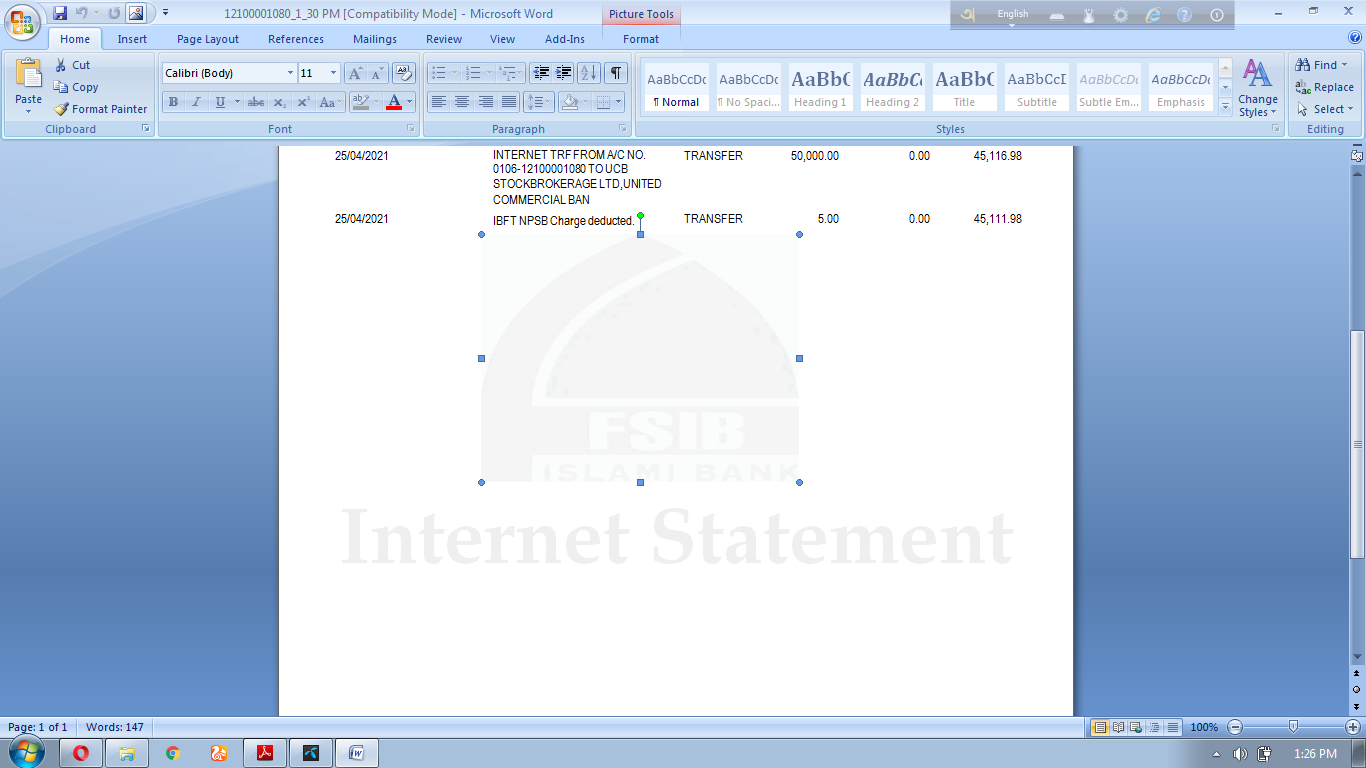 12100001080_1_30 PM [Compatibility Mode] - Microsoft Word
Picture Tools
অ English
Home Insert Page Layout References Mailings Review View Add-Ins Format
Paste
Cut
Copy
Format Painter
Clipboard
Calibri (Body) 11
Font
Paragraph
AaBbCcDc AaBbCcDc AaBbC AaBbCc AaBbC AaBbCcI AaBbCcDc AaBbCcDc
¶ Normal ¶ No Spaci... Heading 1 Heading 2 Title Subtitle Subtle Em... Emphasis
Change
Styles
Styles
Find
Replace
Select
Editing
25/04/2021 INTERNET TRF FROM A/C NO. TRANSFER 50,000.00 0.00 45,116.98
0106-12100001080 TO UCB
STOCKBROKERAGE LTD,UNITED
COMMERCIAL BAN
25/04/2021 IBFT NPSB Charge deducted. TRANSFER 5.00 0.00 45,111.98
FSIB
ISLAMI BANK
Internet Statement
Page: 1 of 1 Words: 147 100%
1:26 PM